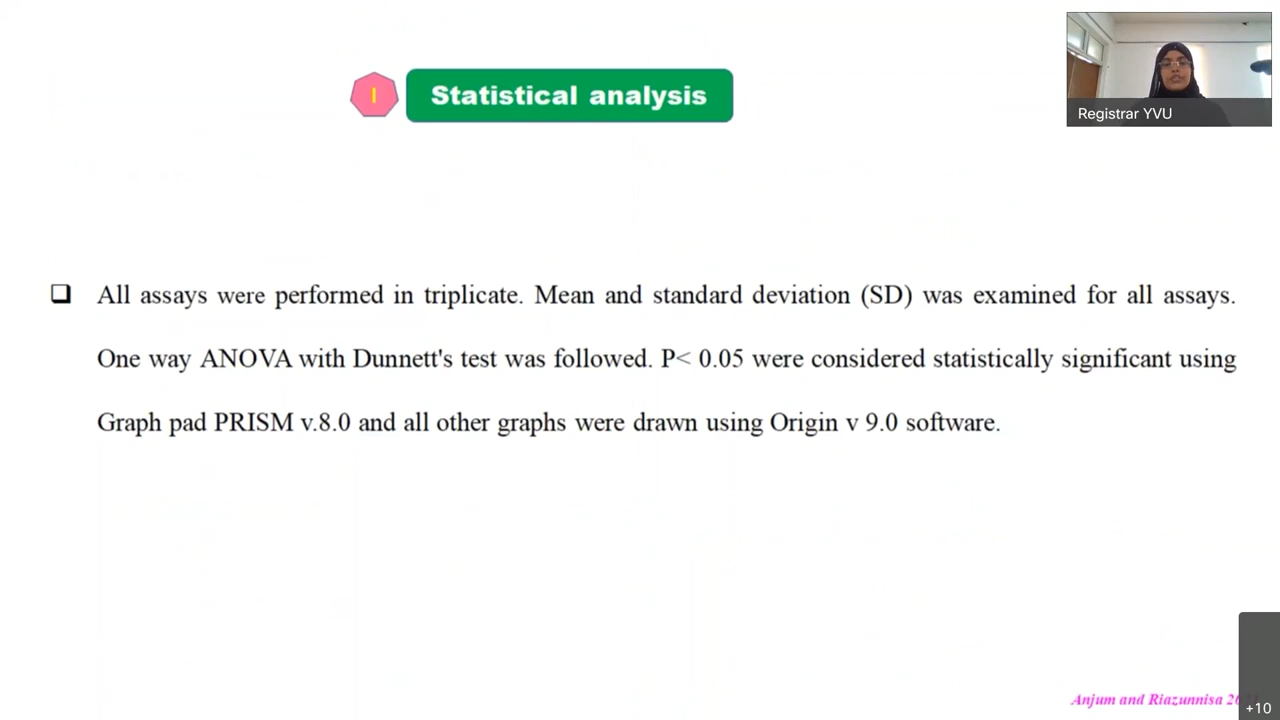 I
Statistical analysis
Registrar YVU
❑ All assays were performed in triplicate. Mean and standard deviation (SD) was examined for all assays.
One way ANOVA with Dunnett's test was followed. P< 0.05 were considered statistically significant using
Graph pad PRISM v.8.0 and all other graphs were drawn using Origin v 9.0 software.
Anjum and Riazunnisa
+10